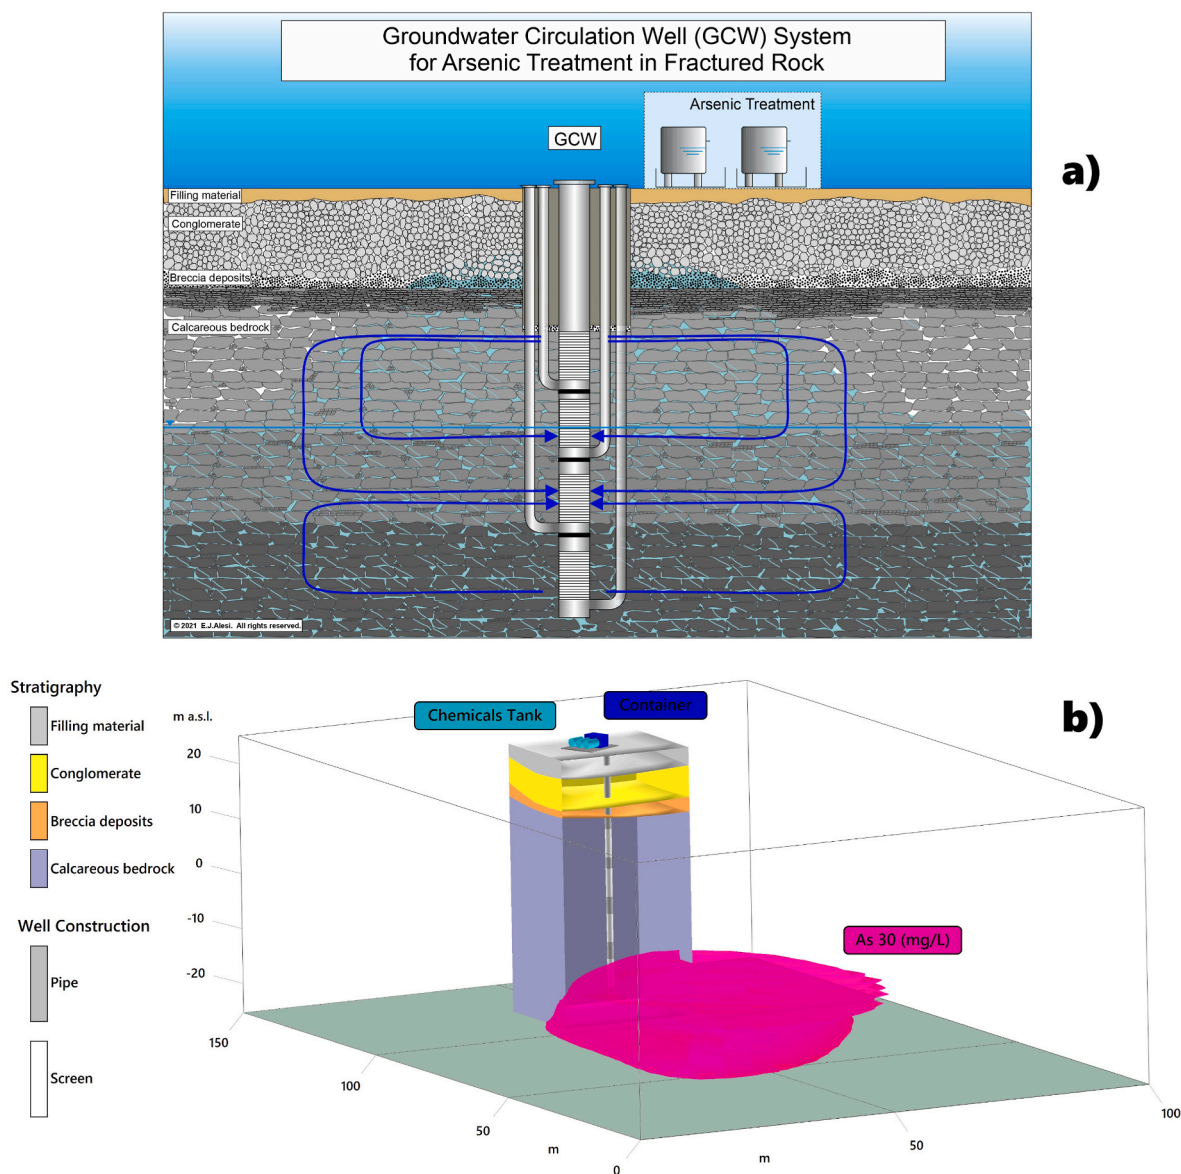 Groundwater Circulation Well (GCW) System
for Arsenic Treatment in Fractured Rock
Arsenic Treatment
GCW
a)
Filling material
Conglomerate
Breccia deposits
Calcareous bedrock
© 2021 E.J.Alesi. All rights reserved.
b)
Stratigraphy
Filling material
Conglomerate
Breccia deposits
Calcareous bedrock
Well Construction
Pipe
Screen
m a.s.l.
20
10
0
-10
-20
Chemicals Tank
Container
As 30 (mg/L)
150
100
50
m
0
m
50
100